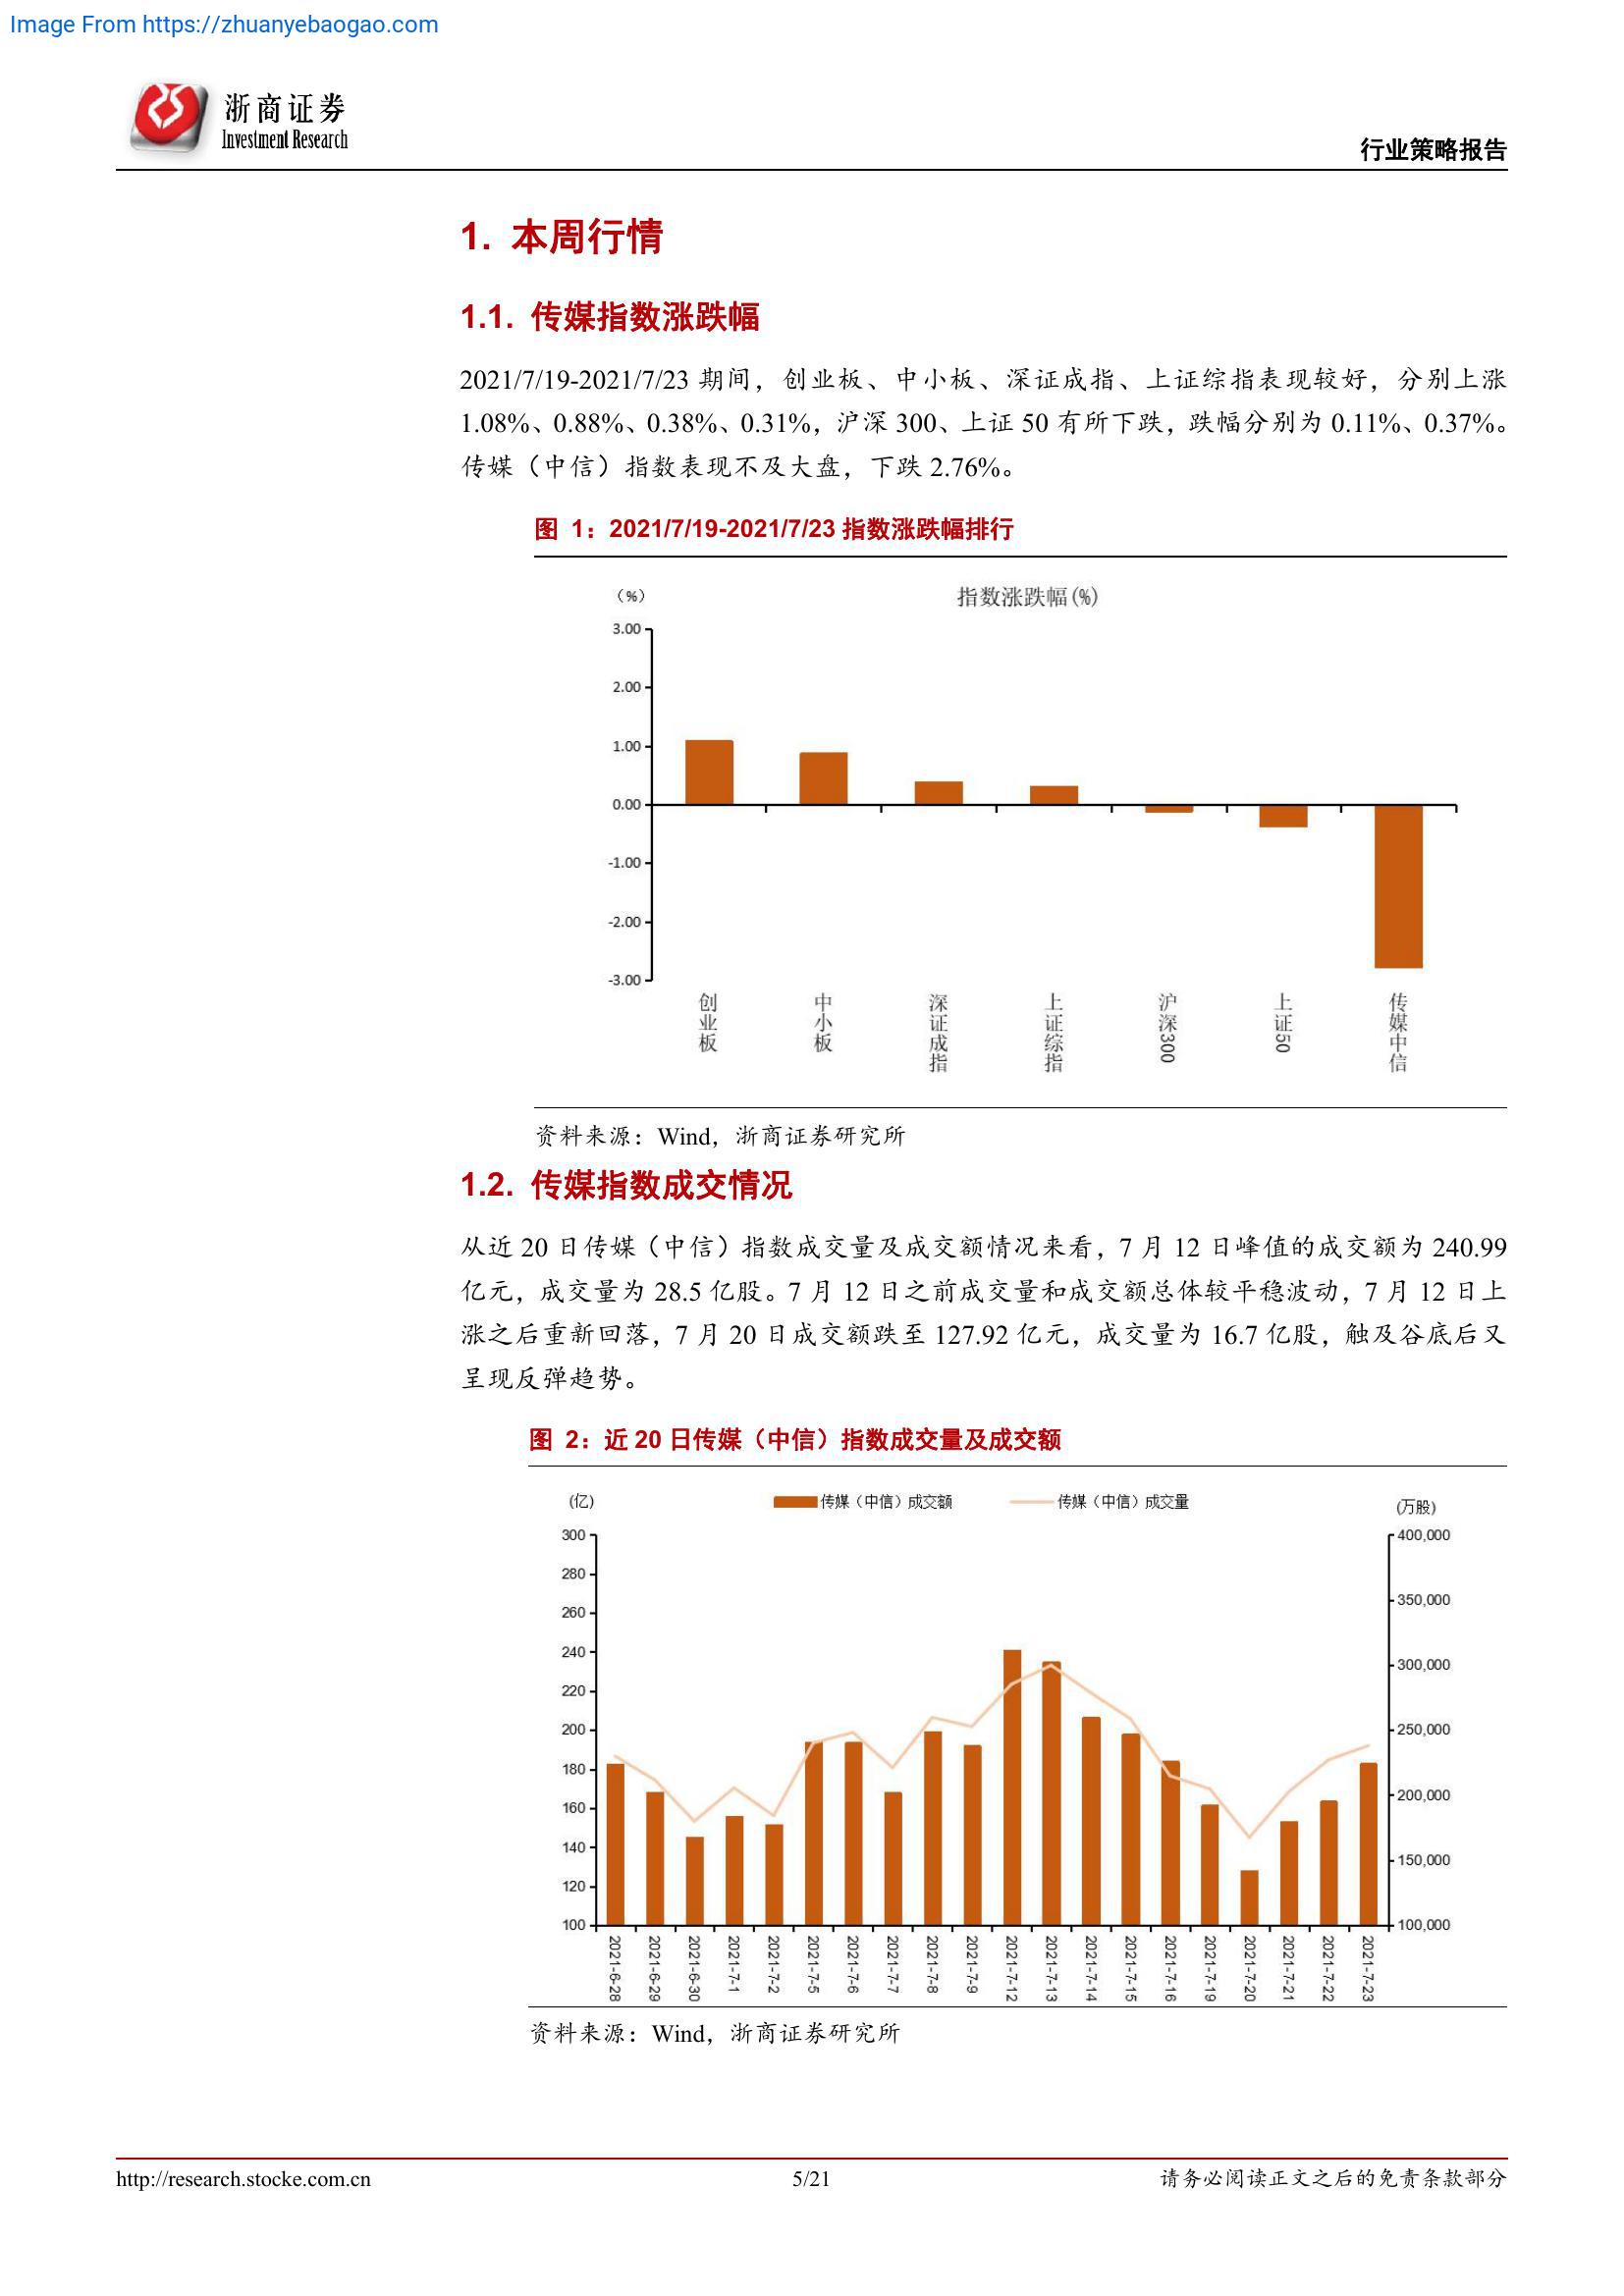 Image From https://zhuanyebaogao.com
浙商证券
Investment Research
行业策略报告
1. 本周行情
1.1. 传媒指数涨跌幅
2021/7/19-2021/7/23 期间，创业板、中小板、深证成指、上证综指表现较好，分别上涨
1.08%、0.88%、0.38%、0.31%，沪深 300、上证 50 有所下跌，跌幅分别为 0.11%、0.37%。
传媒（中信）指数表现不及大盘，下跌 2.76%。
图 1：2021/7/19-2021/7/23 指数涨跌幅排行
（%）
指数涨跌幅(%)
3.00
2.00
1.00
0.00
-1.00
-2.00
-3.00
创业板
中小板
深证成指
上证综指
沪深300
上证50
传媒中信
资料来源：Wind，浙商证券研究所
1.2. 传媒指数成交情况
从近 20 日传媒（中信）指数成交量及成交额情况来看，7 月 12 日峰值的成交额为 240.99
亿元，成交量为 28.5 亿股。7 月 12 日之前成交量和成交额总体较平稳波动，7 月 12 日上
涨之后重新回落，7 月 20 日成交额跌至 127.92 亿元，成交量为 16.7 亿股，触及谷底后又
呈现反弹趋势。
图 2：近 20 日传媒（中信）指数成交量及成交额
(亿)
传媒（中信）成交额
传媒（中信）成交量
(万股)
300
280
260
240
220
200
180
160
140
120
100
400,000
350,000
300,000
250,000
200,000
150,000
100,000
2021-6-28
2021-6-29
2021-6-30
2021-7-1
2021-7-2
2021-7-5
2021-7-6
2021-7-7
2021-7-8
2021-7-9
2021-7-12
2021-7-13
2021-7-14
2021-7-15
2021-7-16
2021-7-19
2021-7-20
2021-7-21
2021-7-22
2021-7-23
资料来源：Wind，浙商证券研究所
http://research.stocke.com.cn
5/21
请务必阅读正文之后的免责条款部分